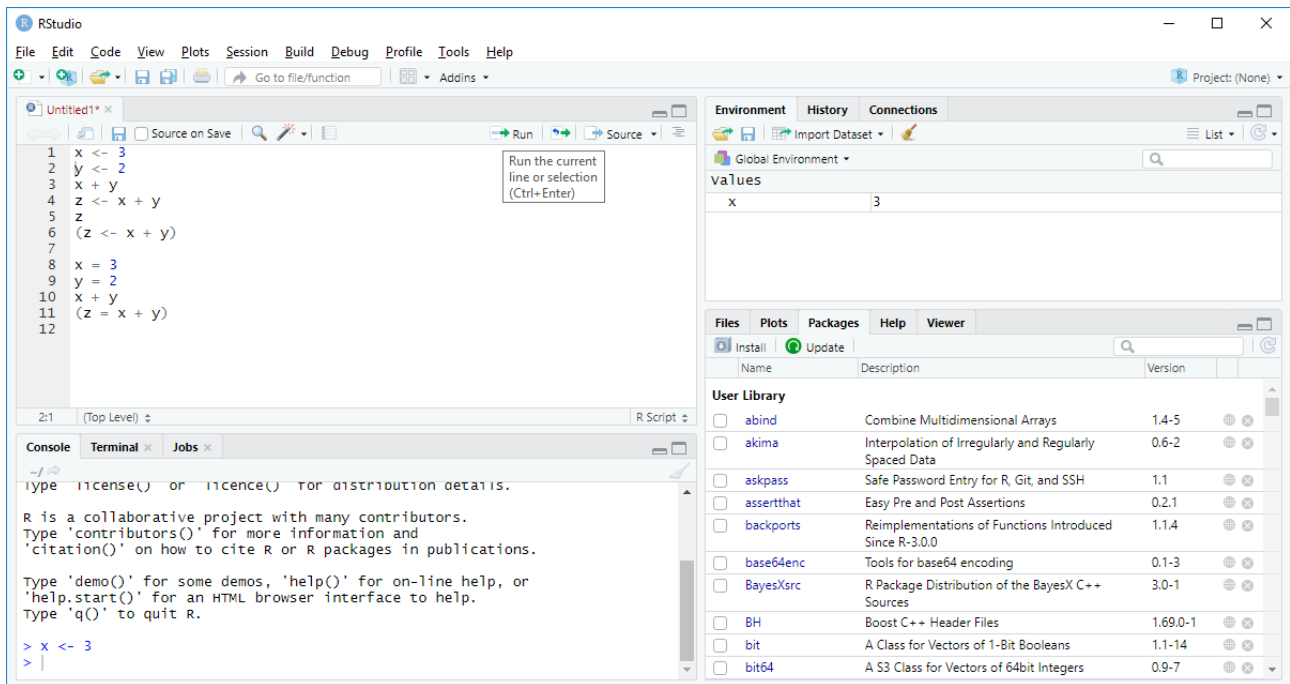 RStudio
File Edit Code View Plots Session Build Debug Profile Tools Help
Go to file/function Addins Project: (None)
Untitled1*
Source on Save Run Source
1 x <- 3
2 y <- 2
3 x + y
4 z <- x + y
5 z
6 (z <- x + y)
7
8 x = 3
9 y = 2
10 x + y
11 (z = x + y)
12
Run the current
line or selection
(Ctrl+Enter)
2:1 (Top Level) R Script
Console Terminal Jobs
~/
Type 'license()' or 'licence()' for distribution details.
R is a collaborative project with many contributors.
Type 'contributors()' for more information and
'citation()' on how to cite R or R packages in publications.
Type 'demo()' for some demos, 'help()' for on-line help, or
'help.start()' for an HTML browser interface to help.
Type 'q()' to quit R.
> x <- 3
>
Environment History Connections
Import Dataset List
Global Environment
Values
x 3
Files Plots Packages Help Viewer
Install Update
Name Description Version
User Library
abind Combine Multidimensional Arrays 1.4-5
akima Interpolation of Irregularly and Regularly 0.6-2
Spaced Data
askpass Safe Password Entry for R, Git, and SSH 1.1
assertthat Easy Pre and Post Assertions 0.2.1
backports Reimplementations of Functions Introduced 1.1.4
Since R-3.0.0
base64enc Tools for base64 encoding 0.1-3
BayesXsrc R Package Distribution of the BayesX C++ 3.0-1
Sources
BH Boost C++ Header Files 1.69.0-1
bit A Class for Vectors of 1-Bit Booleans 1.1-14
bit64 A S3 Class for Vectors of 64bit Integers 0.9-7